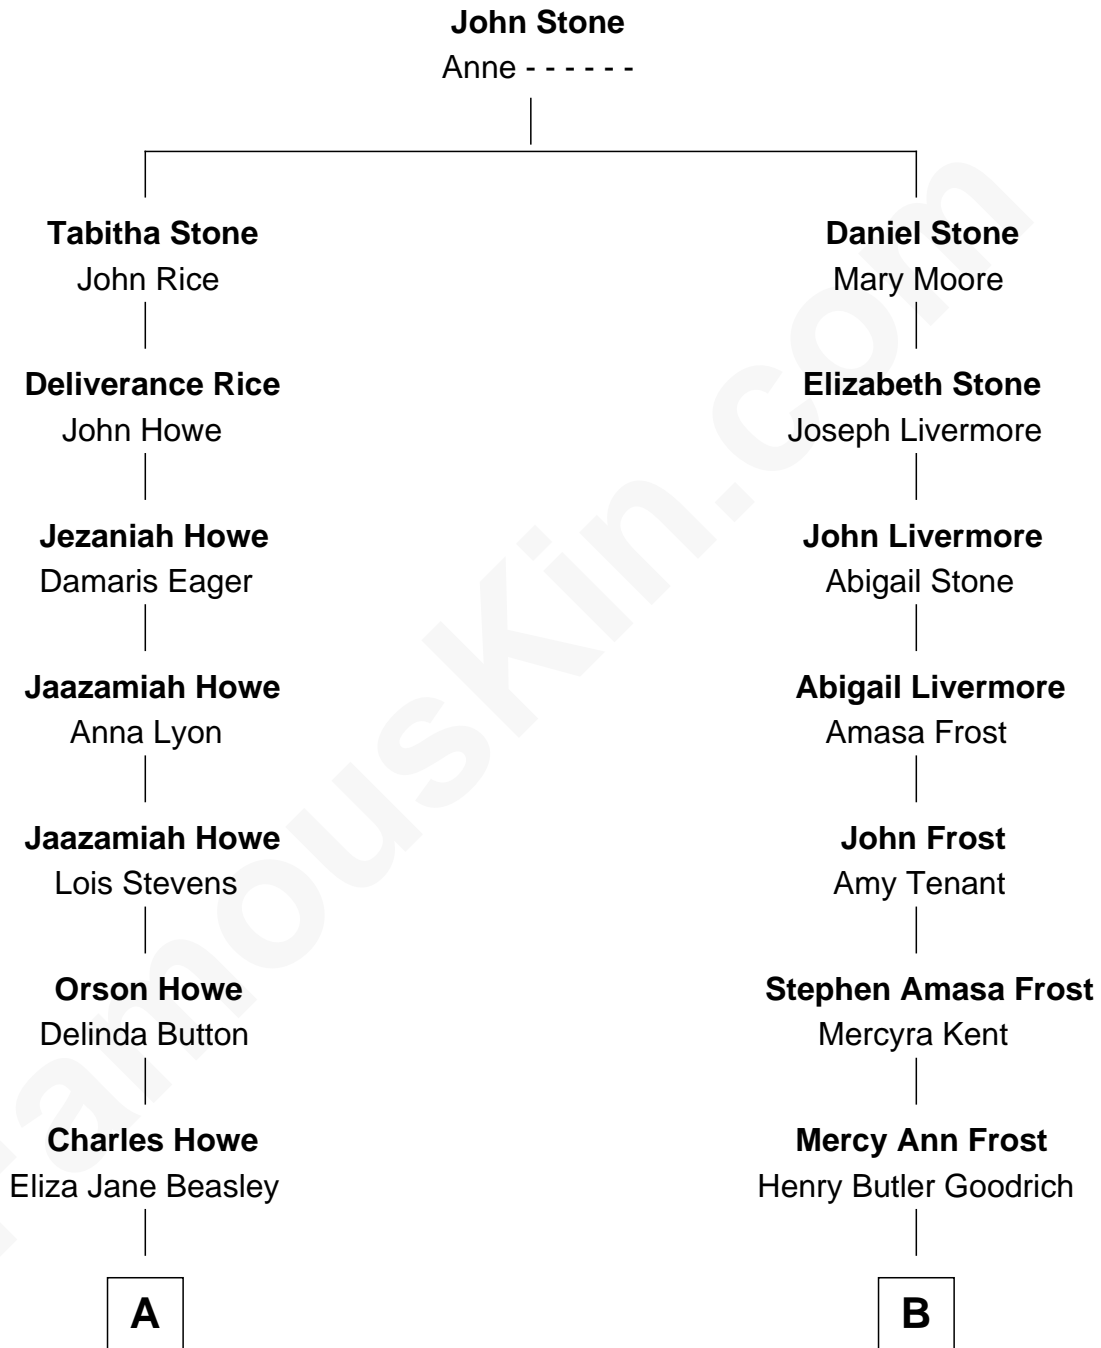 John Stone
Anne - - - - - -
Tabitha Stone
John Rice
Deliverance Rice
John Howe
Jezaniah Howe
Damaris Eager
Jaazamiah Howe
Anna Lyon
Jaazamiah Howe
Lois Stevens
Orson Howe
Delinda Button
Charles Howe
Eliza Jane Beasley
A
Daniel Stone
Mary Moore
Elizabeth Stone
Joseph Livermore
John Livermore
Abigail Stone
Abigail Livermore
Amasa Frost
John Frost
Amy Tenant
Stephen Amasa Frost
Mercyra Kent
Mercy Ann Frost
Henry Butler Goodrich
B
FamousKin.com